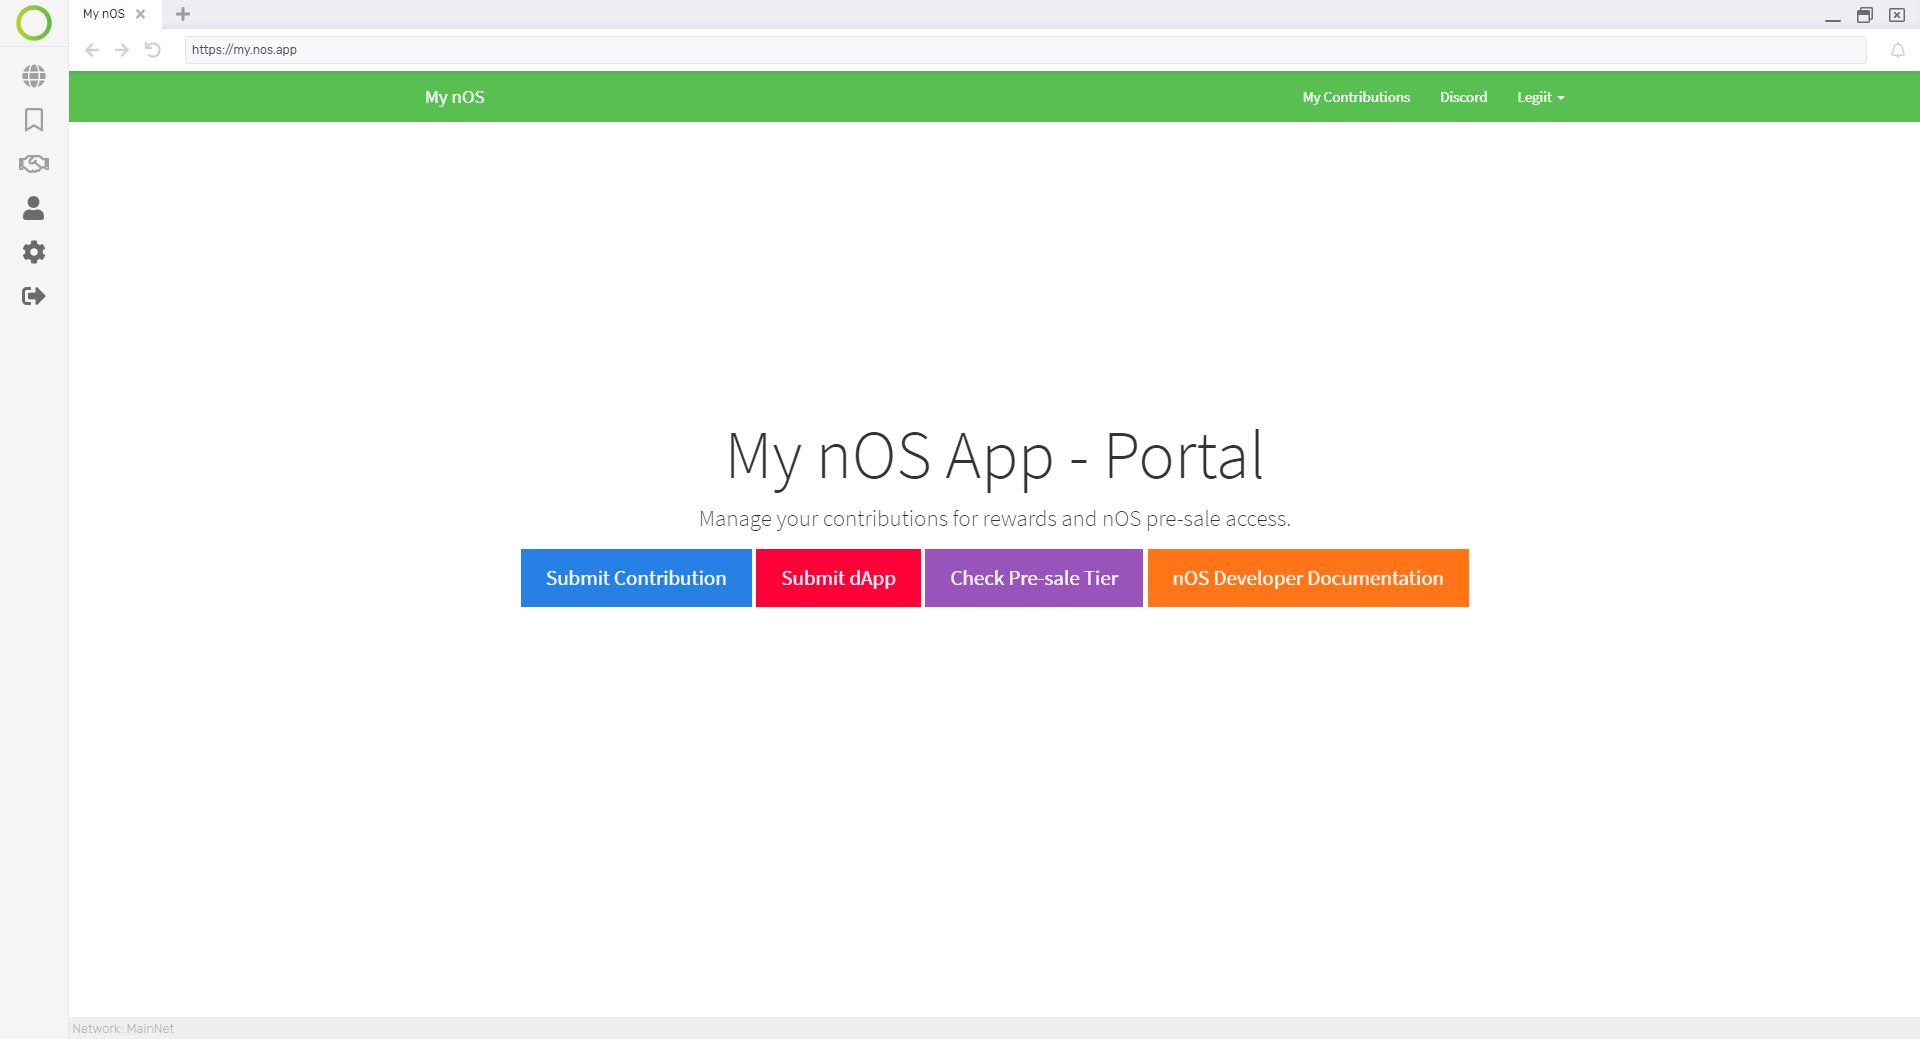 My nOS
https://my.nos.app
My nOS My Contributions Discord Legiit
My nOS App - Portal
Manage your contributions for rewards and nOS pre-sale access.
Submit Contribution Submit dApp Check Pre-sale Tier nOS Developer Documentation
Network: MainNet